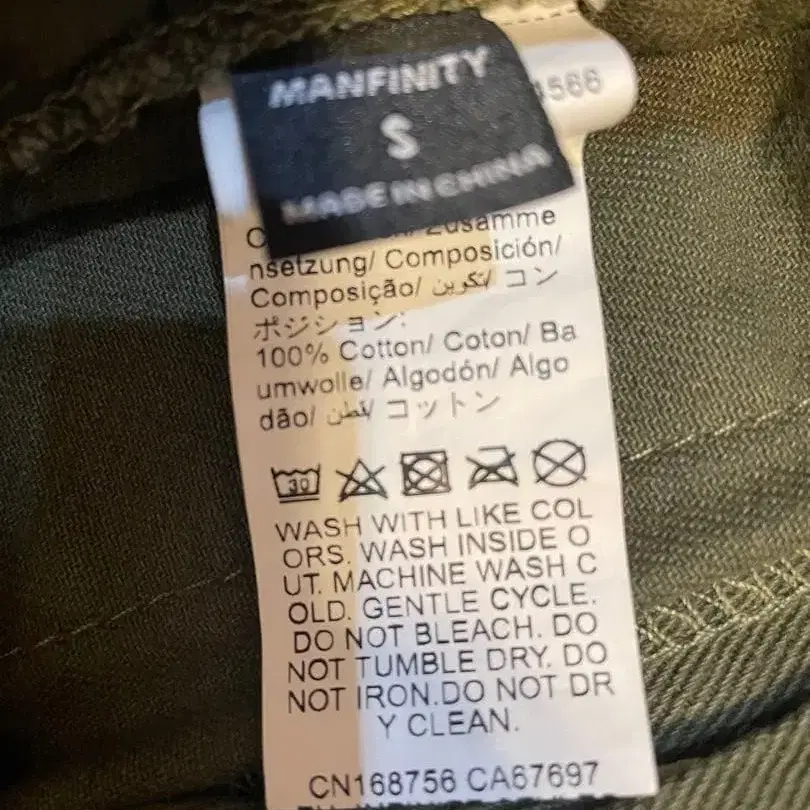 MANFINITY
S
MADE IN CHINA
566
Zusamme
nsetzung/ Composición/
Composição/ تكوين/ コン
ポジション:
100% Cotton/ Coton/ Ba
umwolle/ Algodón/ Algo
dão/ قطن/ コットン
30
WASH WITH LIKE COL
ORS. WASH INSIDE O
UT. MACHINE WASH C
OLD. GENTLE CYCLE.
DO NOT BLEACH. DO
NOT TUMBLE DRY. DO
NOT IRON.DO NOT DR
Y CLEAN.
CN168756 CA67697